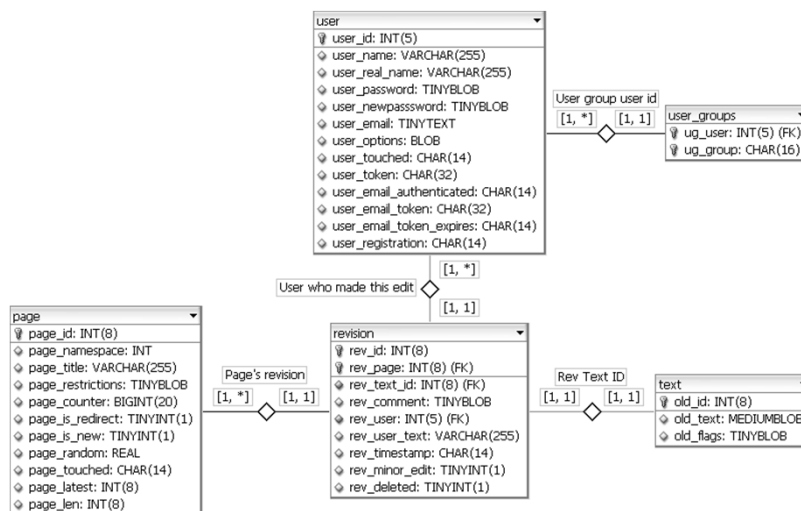 user
user_id: INT(5)
user_name: VARCHAR(255)
user_real_name: VARCHAR(255)
user_password: TINYBLOB
user_newpasssword: TINYBLOB
user_email: TINYTEXT
user_options: BLOB
user_touched: CHAR(14)
user_token: CHAR(32)
user_email_authenticated: CHAR(14)
user_email_token: CHAR(32)
user_email_token_expires: CHAR(14)
user_registration: CHAR(14)
User group user id
[1, *] [1, 1]
user_groups
ug_user: INT(5) (FK)
ug_group: CHAR(16)
[1, *]
User who made this edit
[1, 1]
page
page_id: INT(8)
page_namespace: INT
page_title: VARCHAR(255)
page_restrictions: TINYBLOB
page_counter: BIGINT(20)
page_is_redirect: TINYINT(1)
page_is_new: TINYINT(1)
page_random: REAL
page_touched: CHAR(14)
page_latest: INT(8)
page_len: INT(8)
Page's revision
[1, *] [1, 1]
revision
rev_id: INT(8)
rev_page: INT(8) (FK)
rev_text_id: INT(8) (FK)
rev_comment: TINYBLOB
rev_user: INT(5) (FK)
rev_user_text: VARCHAR(255)
rev_timestamp: CHAR(14)
rev_minor_edit: TINYINT(1)
rev_deleted: TINYINT(1)
Rev Text ID
[1, 1] [1, 1]
text
old_id: INT(8)
old_text: MEDIUMBLOB
old_flags: TINYBLOB